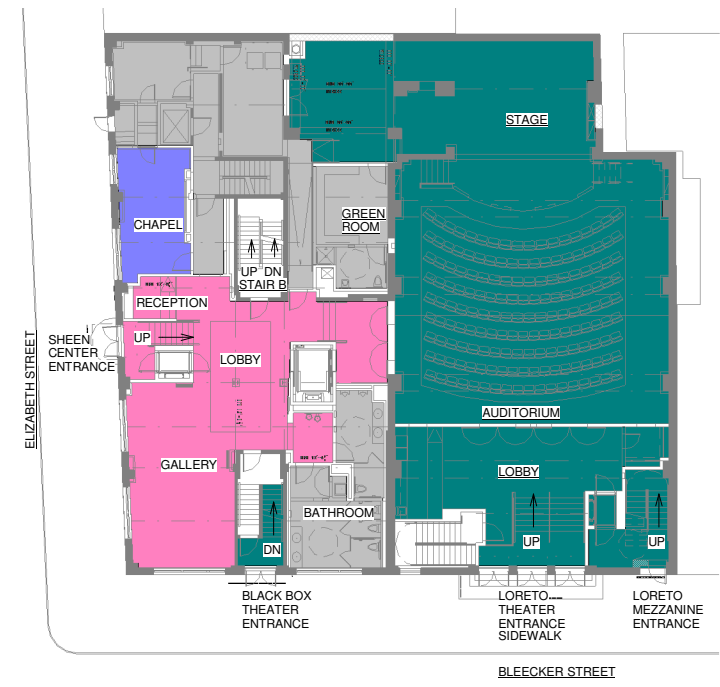 STAGE
GREEN
ROOM
CHAPEL
UP DN
STAIR B
RECEPTION
UP
LOBBY
SHEEN
CENTER
ENTRANCE
ELIZABETH STREET
GALLERY
AUDITORIUM
LOBBY
BATHROOM
DN
UP
UP
BLACK BOX
THEATER
ENTRANCE
LORETO
THEATER
ENTRANCE
SIDEWALK
LORETO
MEZZANINE
ENTRANCE
BLEECKER STREET